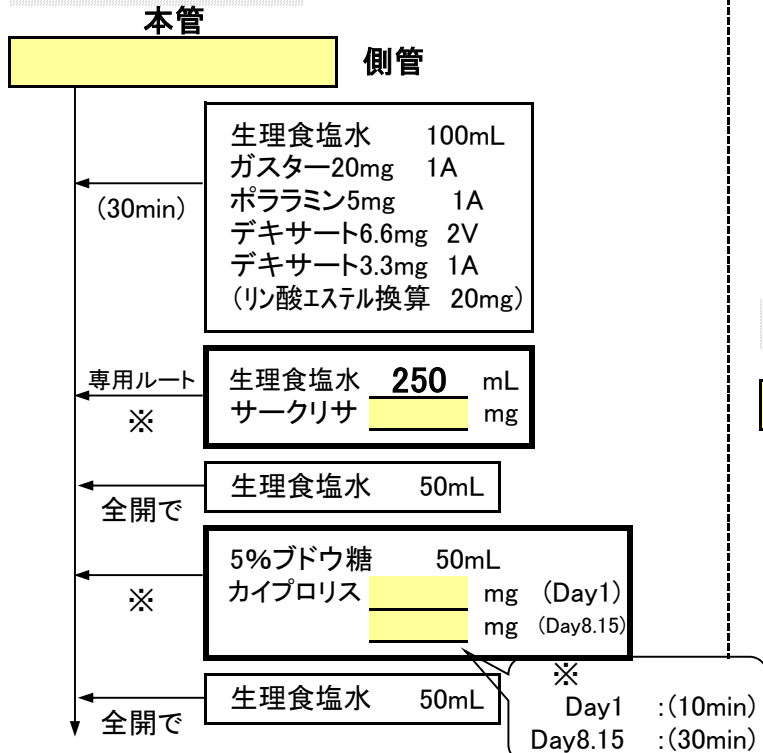 本管
側管
生理食塩水 100mL
ガスター20mg 1A
ポララミン5mg 1A
デキサート6.6mg 2V
デキサート3.3mg 1A
(リン酸エステル換算 20mg)
(30min)
専用ルート
※
生理食塩水 250 mL
サークリサ mg
生理食塩水 50mL
全開で
5%ブドウ糖 50mL
カイプロリス mg (Day1)
mg (Day8.15)
※
生理食塩水 50mL
全開で
※
Day1 :(10min)
Day8.15 :(30min)